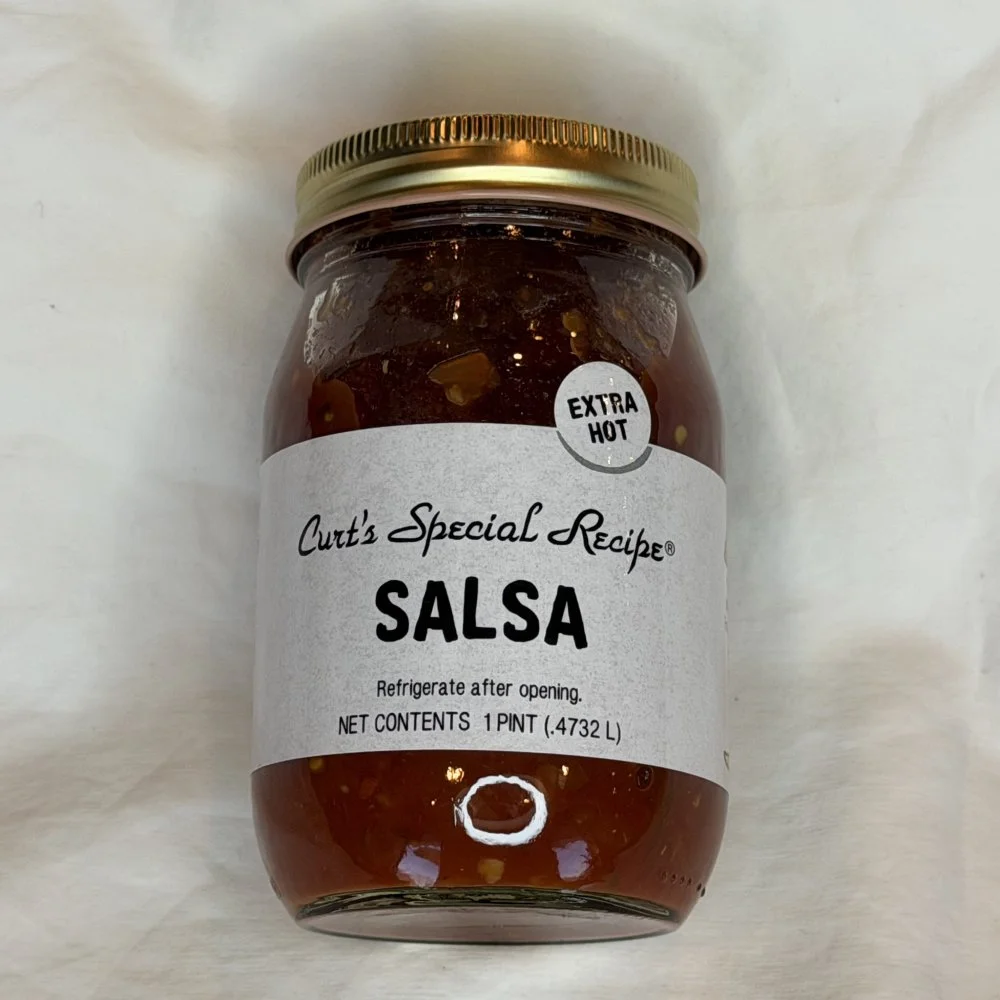 EXTRA
HOT
Curt's Special Recipe®
SALSA
Refrigerate after opening.
NET CONTENTS 1 PINT (.4732 L)